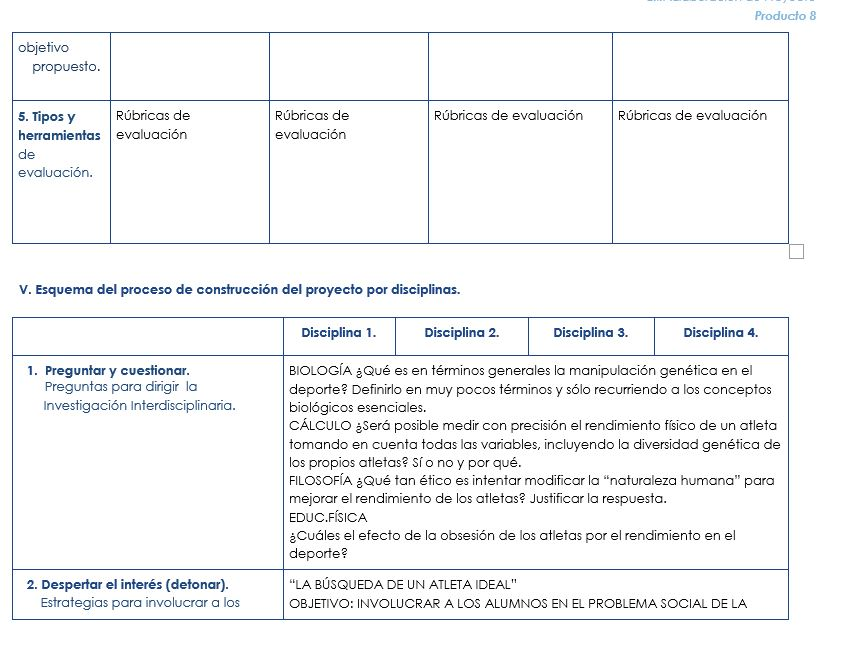 Producto 8
objetivo
propuesto.
5. Tipos y
herramientas
de
evaluación.
Rúbricas de
evaluación
Rúbricas de
evaluación
Rúbricas de evaluación
Rúbricas de evaluación
V. Esquema del proceso de construcción del proyecto por disciplinas.
Disciplina 1.
Disciplina 2.
Disciplina 3.
Disciplina 4.
1. Preguntar y cuestionar.
Preguntas para dirigir la
Investigación Interdisciplinaria.
BIOLOGÍA ¿Qué es en términos generales la manipulación genética en el
deporte? Definirlo en muy pocos términos y sólo recurriendo a los conceptos
biológicos esenciales.
CÁLCULO ¿Será posible medir con precisión el rendimiento físico de un atleta
tomando en cuenta todas las variables, incluyendo la diversidad genética de
los propios atletas? Sí o no y por qué.
FILOSOFÍA ¿Qué tan ético es intentar modificar la “naturaleza humana” para
mejorar el rendimiento de los atletas? Justificar la respuesta.
EDUC.FÍSICA
¿Cuáles el efecto de la obsesión de los atletas por el rendimiento en el
deporte?
2. Despertar el interés (detonar).
Estrategias para involucrar a los
“LA BÚSQUEDA DE UN ATLETA IDEAL”
OBJETIVO: INVOLUCRAR A LOS ALUMNOS EN EL PROBLEMA SOCIAL DE LA